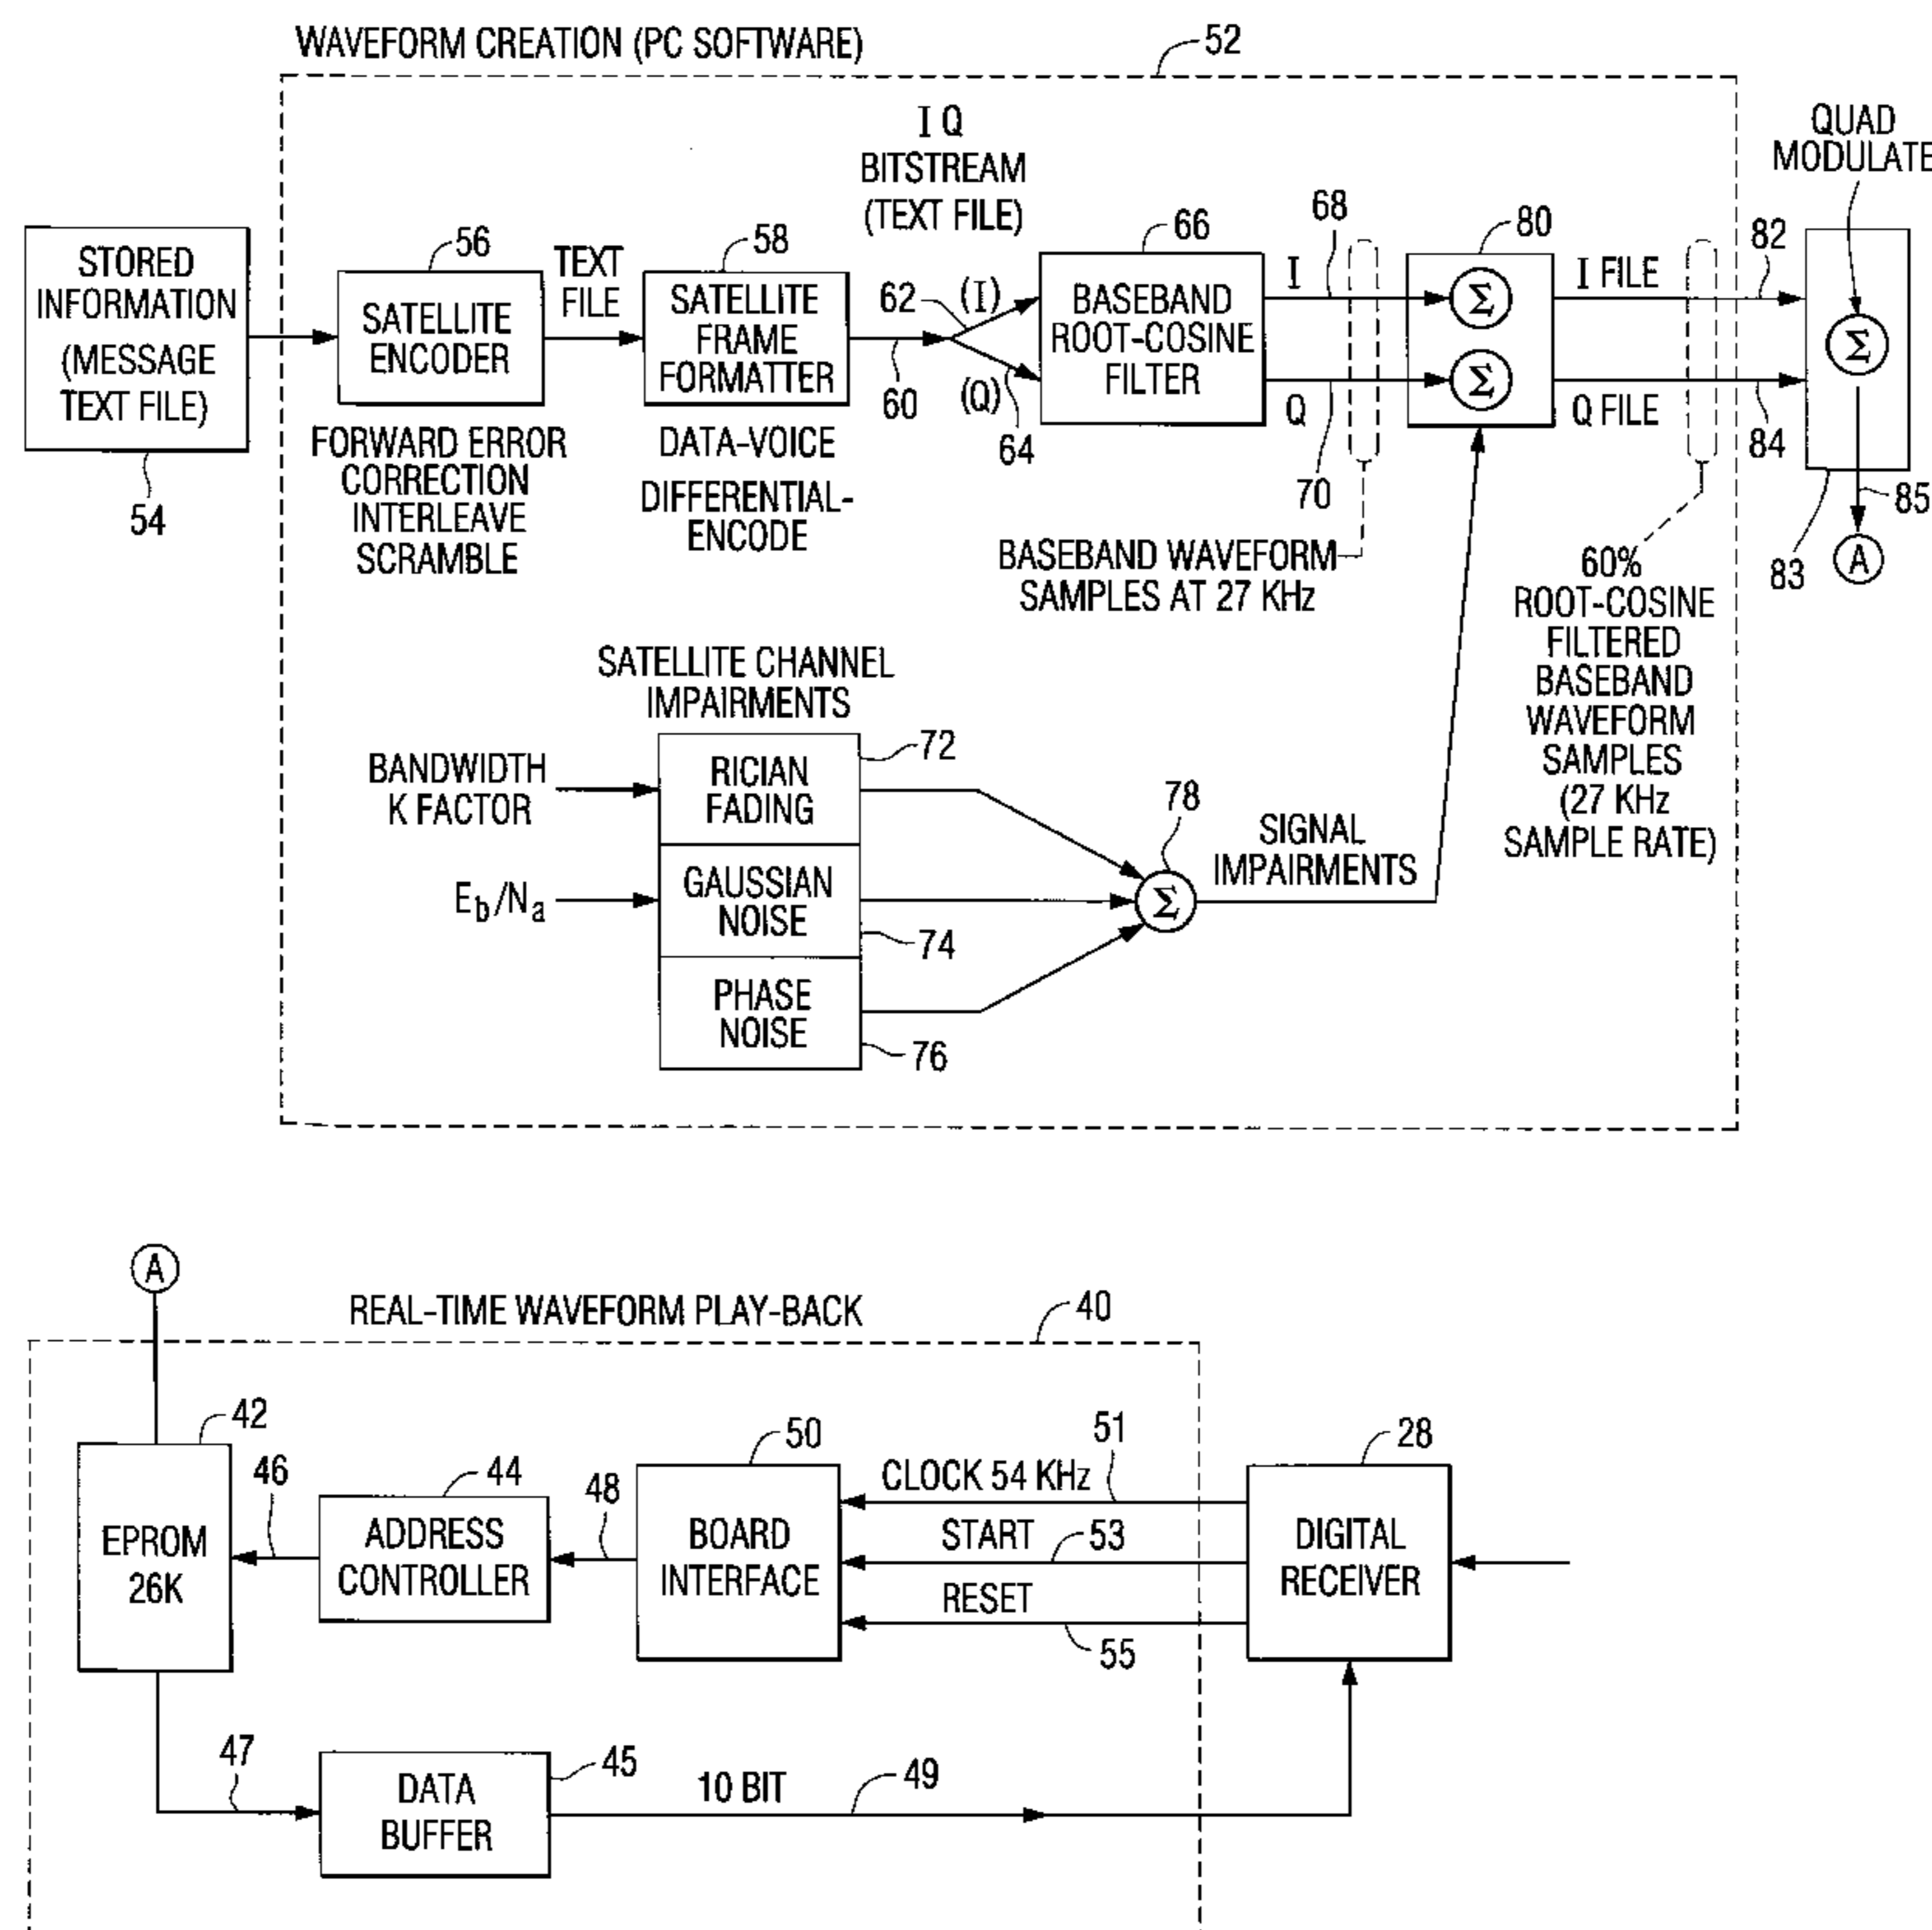 WAVEFORM CREATION (PC SOFTWARE)
52
I Q
BITSTREAM
(TEXT FILE)
QUAD
MODULATE
STORED
INFORMATION
(MESSAGE
TEXT FILE)
54
56
SATELLITE
ENCODER
FORWARD ERROR
CORRECTION
INTERLEAVE
SCRAMBLE
TEXT
FILE
58
SATELLITE
FRAME
FORMATTER
DATA-VOICE
DIFFERENTIAL-
ENCODE
60
62
(I)
(Q)
64
66
BASEBAND
ROOT-COSINE
FILTER
I
68
Q
70
BASEBAND WAVEFORM
SAMPLES AT 27 KHz
80
Σ
Σ
I FILE
Q FILE
82
84
Σ
85
83
A
60%
ROOT-COSINE
FILTERED
BASEBAND
WAVEFORM
SAMPLES
(27 KHz
SAMPLE RATE)
SATELLITE CHANNEL
IMPAIRMENTS
BANDWIDTH
K FACTOR
Eb/Na
RICIAN
FADING
72
GAUSSIAN
NOISE
74
PHASE
NOISE
76
78
Σ
SIGNAL
IMPAIRMENTS
A
REAL-TIME WAVEFORM PLAY-BACK
40
42
EPROM
26K
46
44
ADDRESS
CONTROLLER
48
50
BOARD
INTERFACE
CLOCK 54 KHz
51
START
53
RESET
55
28
DIGITAL
RECEIVER
47
DATA
BUFFER
45
10 BIT
49